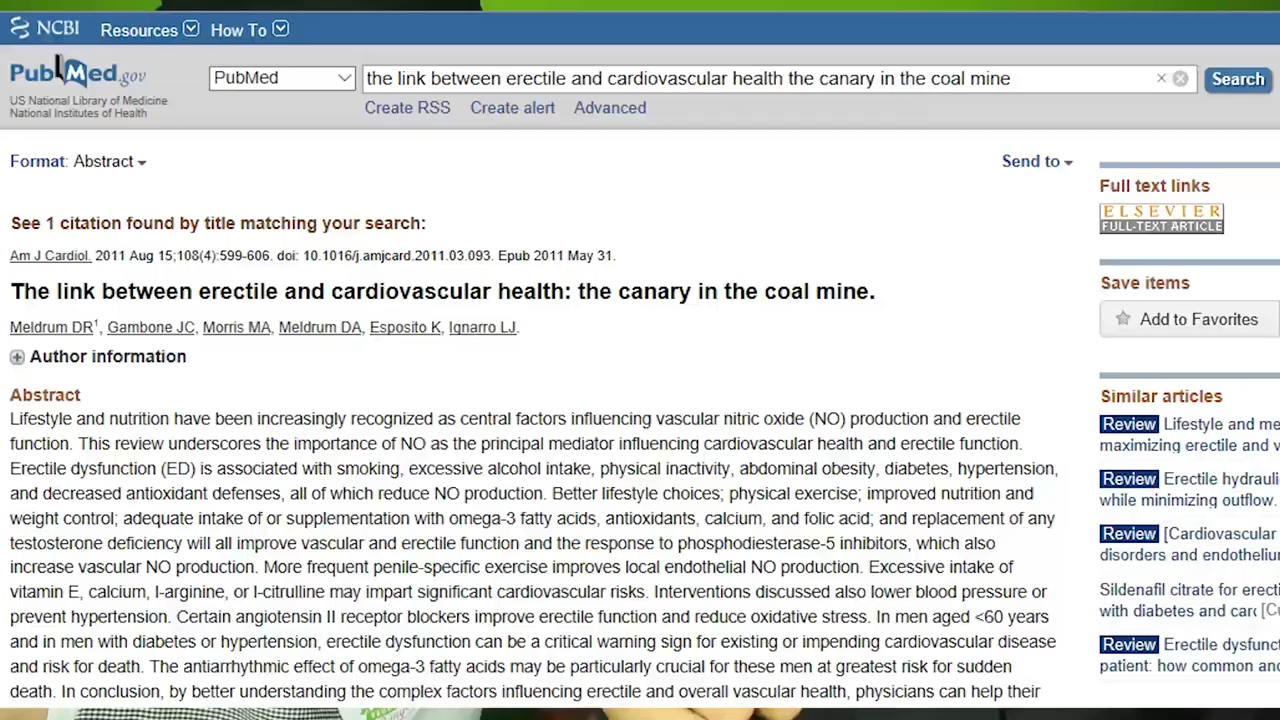 NCBI Resources How To
PubMed.gov
US National Library of Medicine
National Institutes of Health
PubMed
the link between erectile and cardiovascular health the canary in the coal mine
Search
Create RSS Create alert Advanced
Format: Abstract
Send to
See 1 citation found by title matching your search:
Am J Cardiol. 2011 Aug 15;108(4):599-606. doi: 10.1016/j.amjcard.2011.03.093. Epub 2011 May 31.
The link between erectile and cardiovascular health: the canary in the coal mine.
Meldrum DR1, Gambone JC, Morris MA, Meldrum DA, Esposito K, Ignarro LJ.
Author information
Abstract
Lifestyle and nutrition have been increasingly recognized as central factors influencing vascular nitric oxide (NO) production and erectile
function. This review underscores the importance of NO as the principal mediator influencing cardiovascular health and erectile function.
Erectile dysfunction (ED) is associated with smoking, excessive alcohol intake, physical inactivity, abdominal obesity, diabetes, hypertension,
and decreased antioxidant defenses, all of which reduce NO production. Better lifestyle choices; physical exercise; improved nutrition and
weight control; adequate intake of or supplementation with omega-3 fatty acids, antioxidants, calcium, and folic acid; and replacement of any
testosterone deficiency will all improve vascular and erectile function and the response to phosphodiesterase-5 inhibitors, which also
increase vascular NO production. More frequent penile-specific exercise improves local endothelial NO production. Excessive intake of
vitamin E, calcium, l-arginine, or l-citrulline may impart significant cardiovascular risks. Interventions discussed also lower blood pressure or
prevent hypertension. Certain angiotensin II receptor blockers improve erectile function and reduce oxidative stress. In men aged <60 years
and in men with diabetes or hypertension, erectile dysfunction can be a critical warning sign for existing or impending cardiovascular disease
and risk for death. The antiarrhythmic effect of omega-3 fatty acids may be particularly crucial for these men at greatest risk for sudden
death. In conclusion, by better understanding the complex factors influencing erectile and overall vascular health, physicians can help their
Full text links
ELSEVIER
FULL-TEXT ARTICLE
Save items
Add to Favorites
Similar articles
Review Lifestyle and me
maximizing erectile and v
Review Erectile hydrauli
while minimizing outflow.
Review [Cardiovascular
disorders and endotheliu
Sildenafil citrate for erecti
with diabetes and card [C
Review Erectile dysfunct
patient: how common and